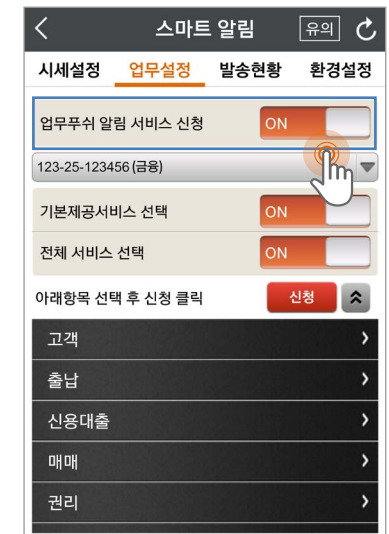 스마트 알림 유의
시세설정 업무설정 발송현황 환경설정
업무푸쉬 알림 서비스 신청 ON
123-25-123456 (금융)
기본제공서비스 선택 ON
전체 서비스 선택 ON
아래항목 선택 후 신청 클릭 신청
고객
출납
신용대출
매매
권리